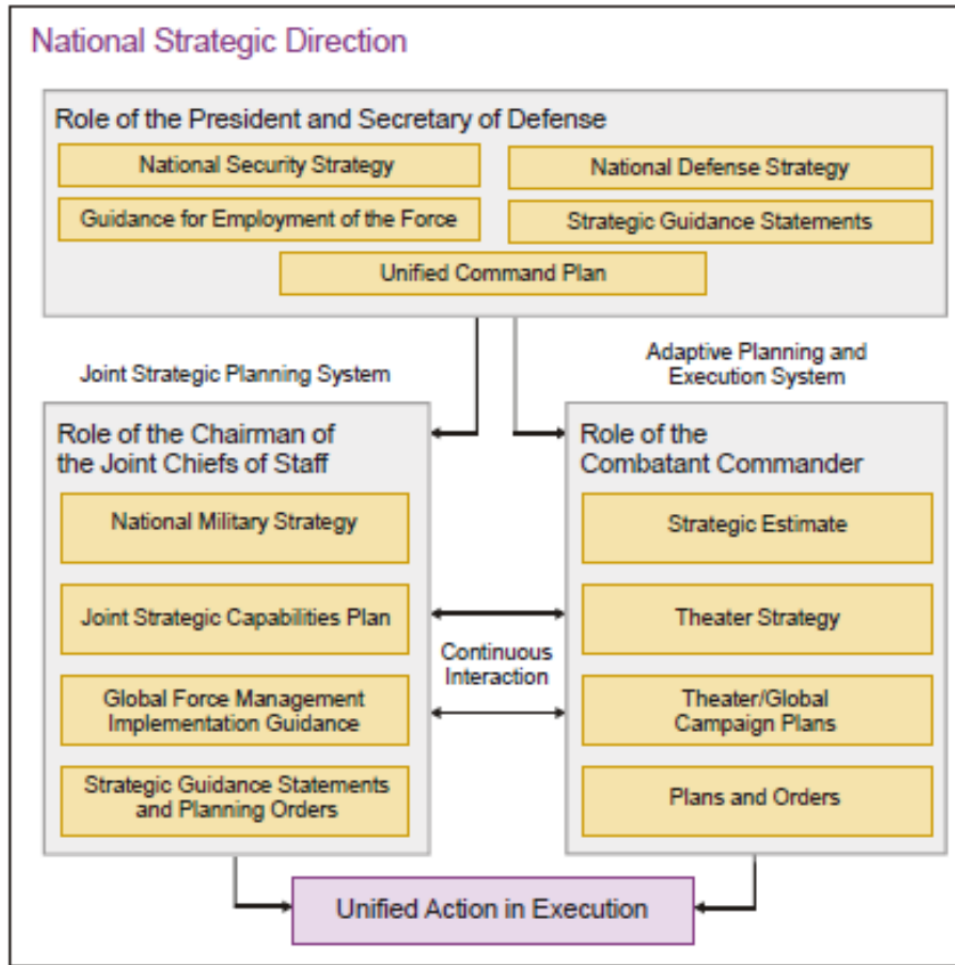 National Strategic Direction
Role of the President and Secretary of Defense
National Security Strategy
National Defense Strategy
Guidance for Employment of the Force
Strategic Guidance Statements
Unified Command Plan
Joint Strategic Planning System
Adaptive Planning and
Execution System
Role of the Chairman of
the Joint Chiefs of Staff
National Military Strategy
Joint Strategic Capabilities Plan
Global Force Management
Implementation Guidance
Strategic Guidance Statements
and Planning Orders
Continuous
Interaction
Role of the
Combatant Commander
Strategic Estimate
Theater Strategy
Theater/Global
Campaign Plans
Plans and Orders
Unified Action in Execution